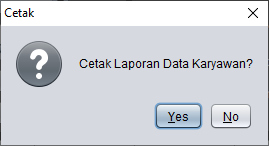 Cetak
Cetak Laporan Data Karyawan?
Yes
No